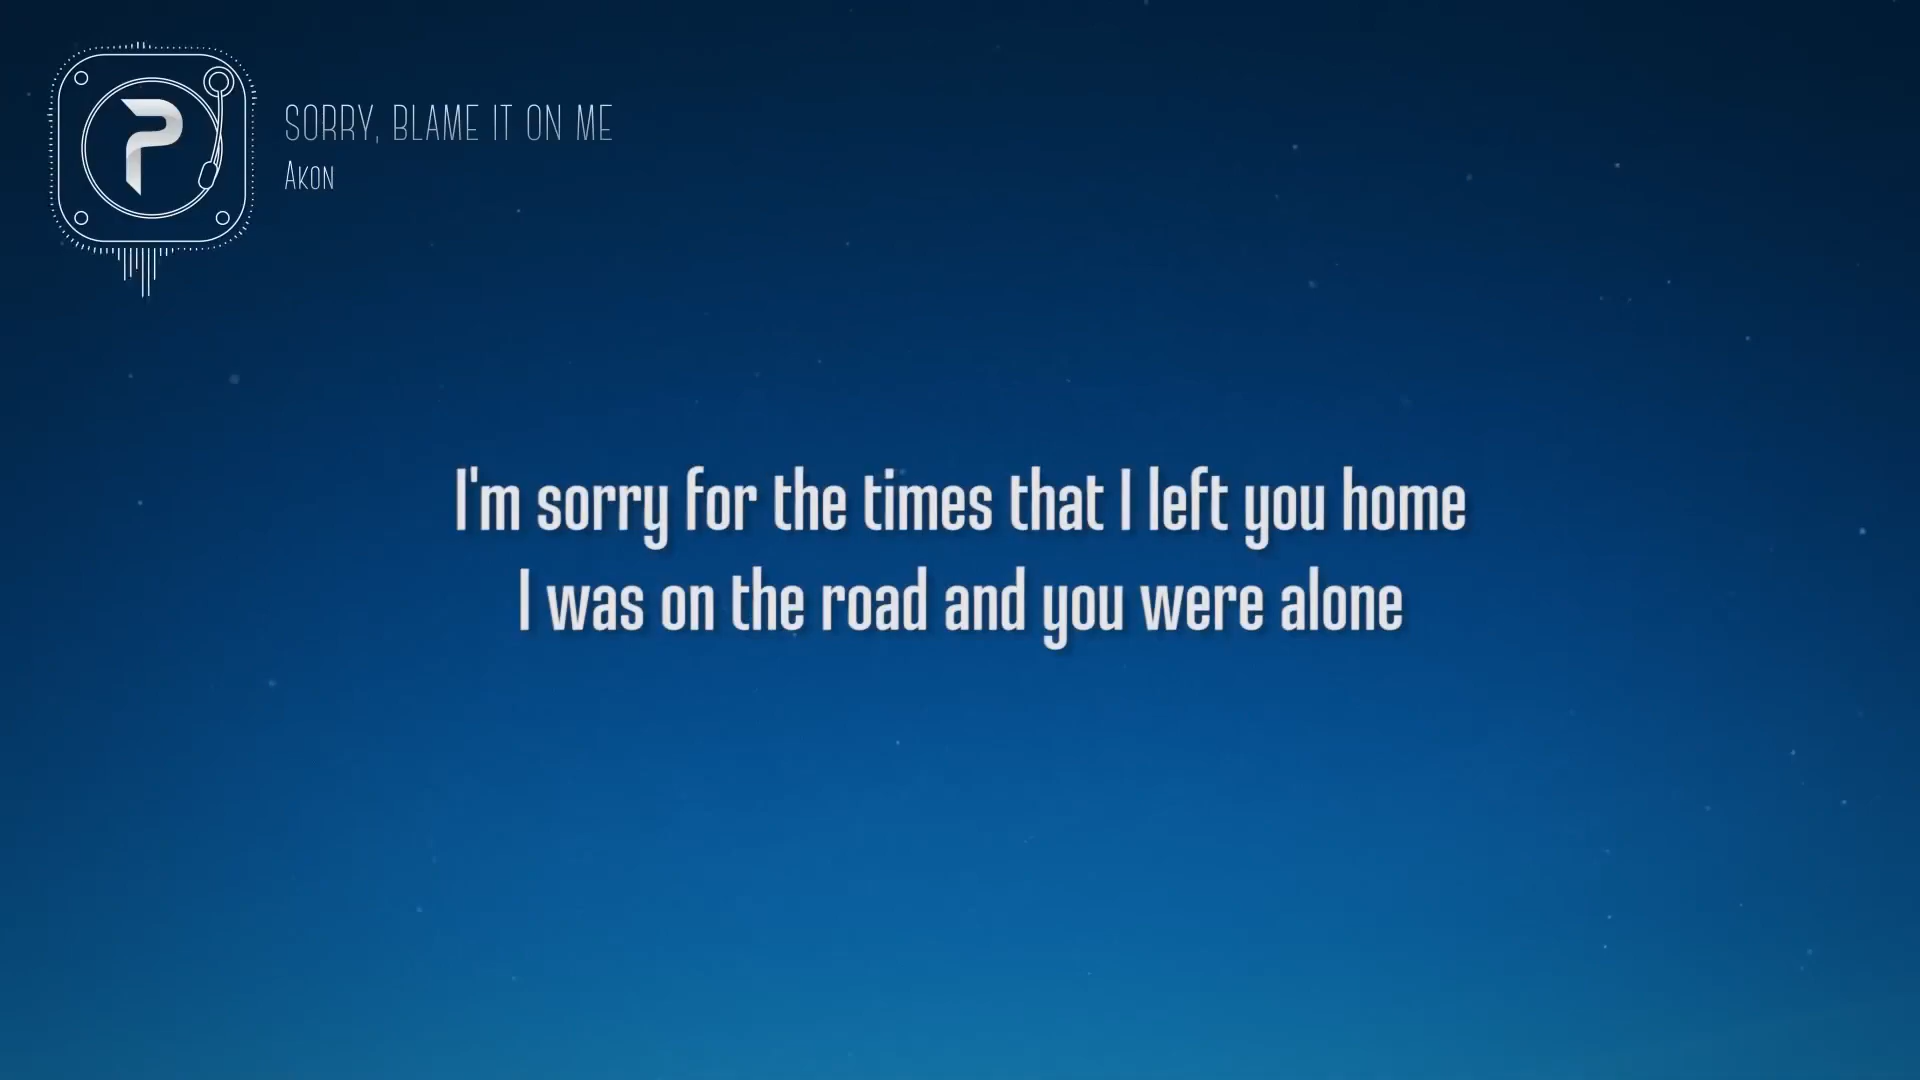 P
SORRY, BLAME IT ON ME
AKON
I'm sorry for the times that I left you home
I was on the road and you were alone